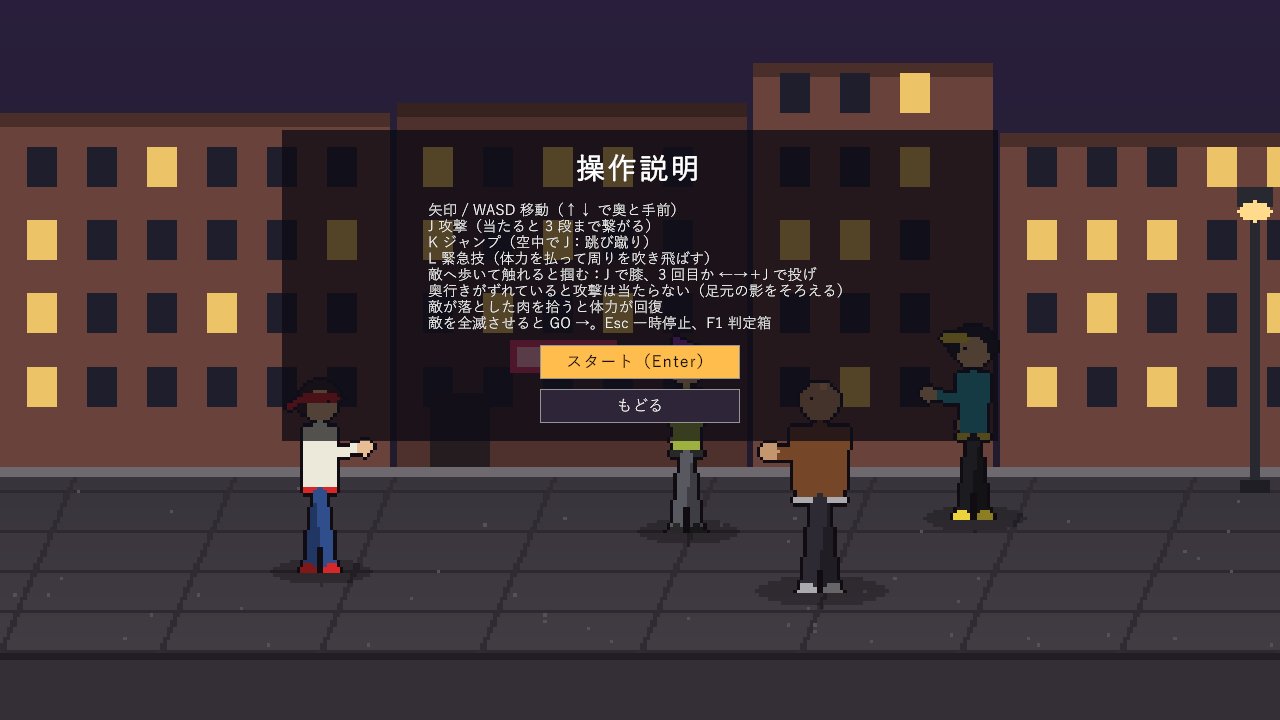 操作説明
矢印 / WASD 移動（↑↓ で奥と手前）
J 攻撃（当たると 3 段まで繋がる）
K ジャンプ（空中で J：跳び蹴り）
L 緊急技（体力を払って周りを吹き飛ばす）
敵へ歩いて触れると掴む：J で膝、3 回目か ←→+J で投げ
奥行きがずれていると攻撃は当たらない（足元の影をそろえる）
敵が落とした肉を拾うと体力が回復
敵を全滅させると GO →。Esc 一時停止、F1 判定箱
スタート（Enter）
もどる